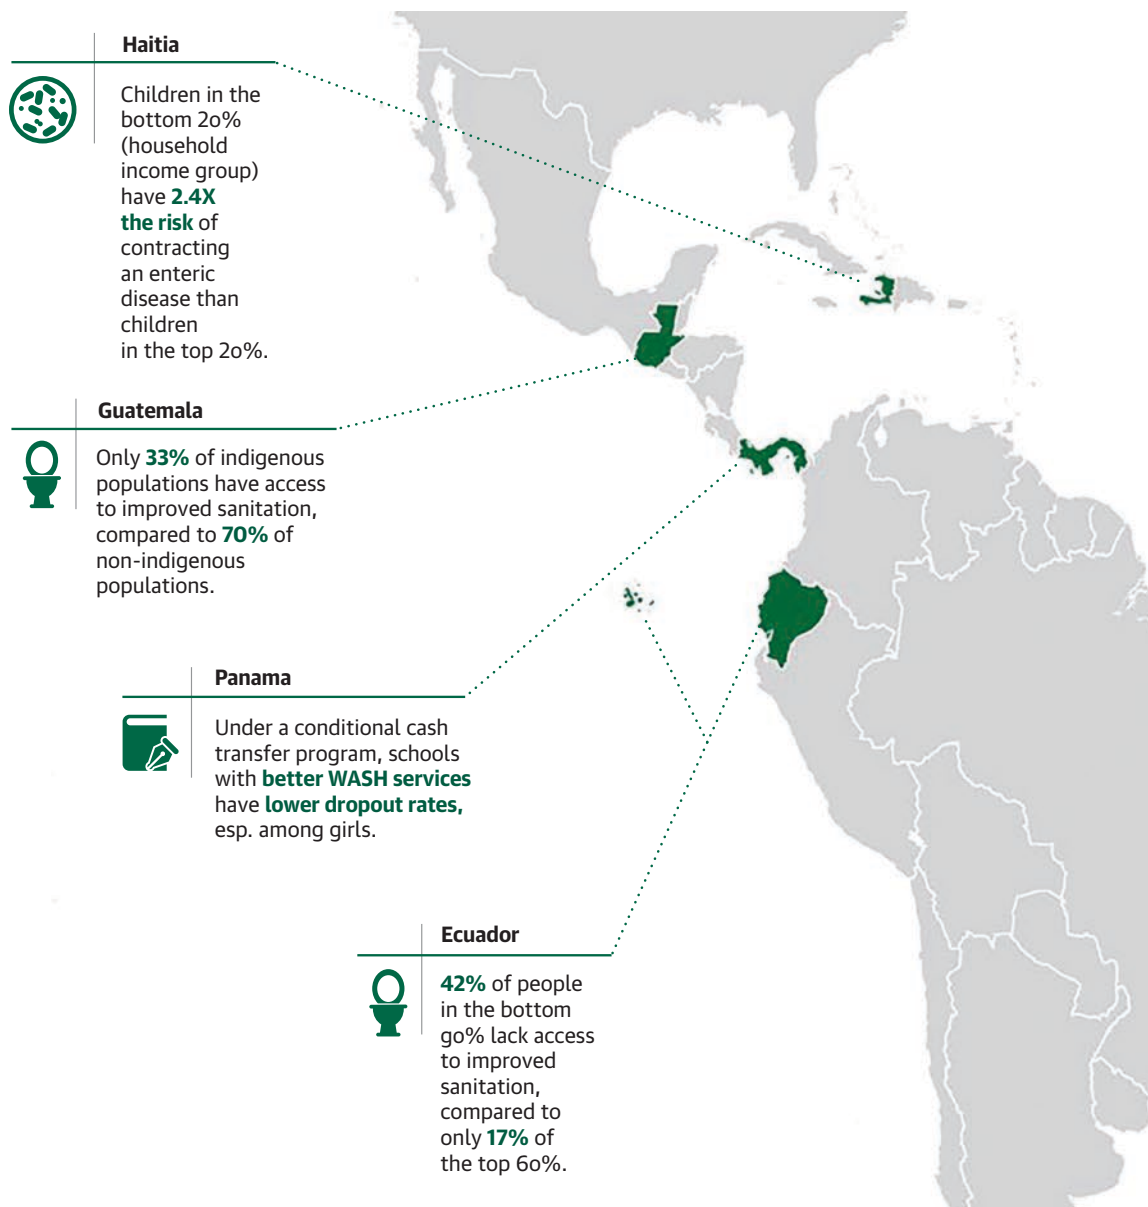 Haitia
Children in the
bottom 2o%
(household
income group)
have 2.4X
the risk of
contracting
an enteric
disease than
children
in the top 2o%.
Guatemala
Only 33% of indigenous
populations have access
to improved sanitation,
compared to 70% of
non-indigenous
populations.
Panama
Under a conditional cash
transfer program, schools
with better WASH services
have lower dropout rates,
esp. among girls.
Ecuador
42% of people
in the bottom
go% lack access
to improved
sanitation,
compared to
only 17% of
the top 6o%.